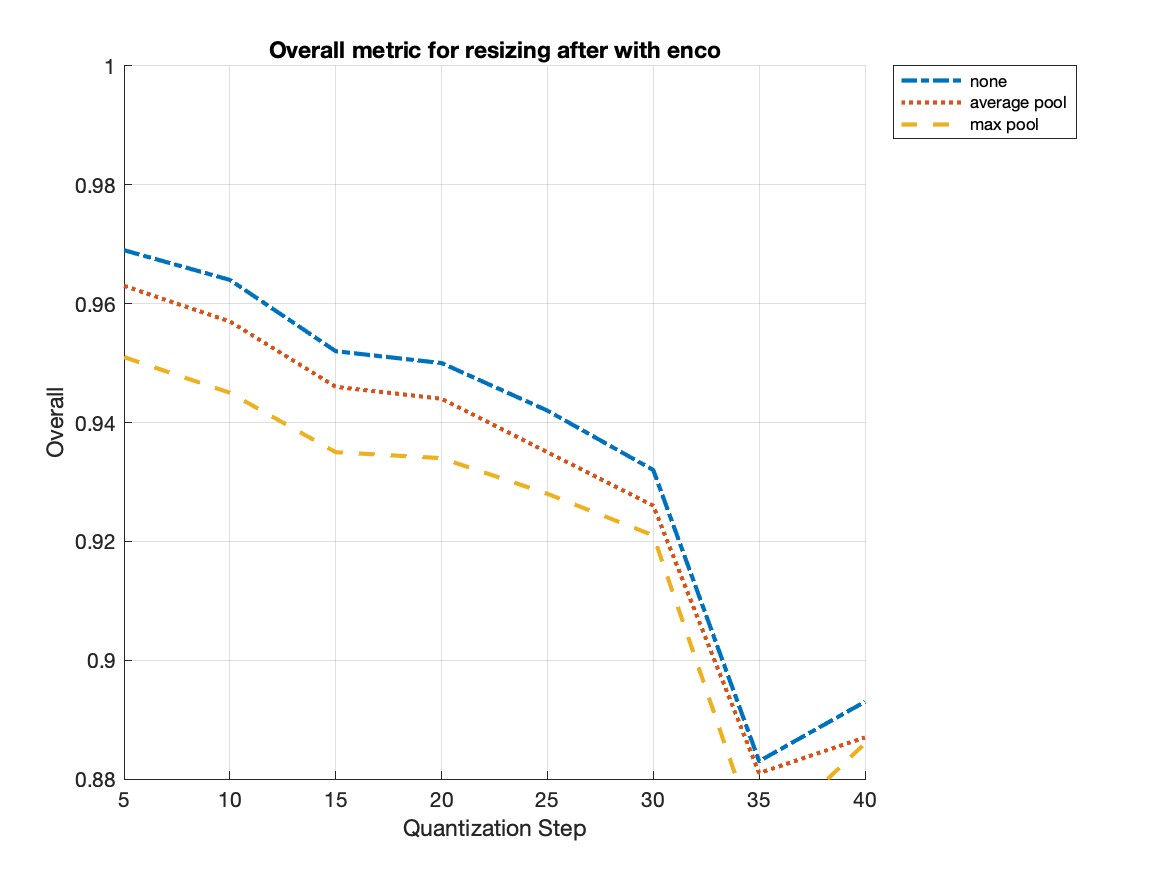 Overall metric for resizing after with enco
none
average pool
max pool
1
0.98
0.96
0.94
0.92
0.9
0.88
Overall
5 10 15 20 25 30 35 40
Quantization Step